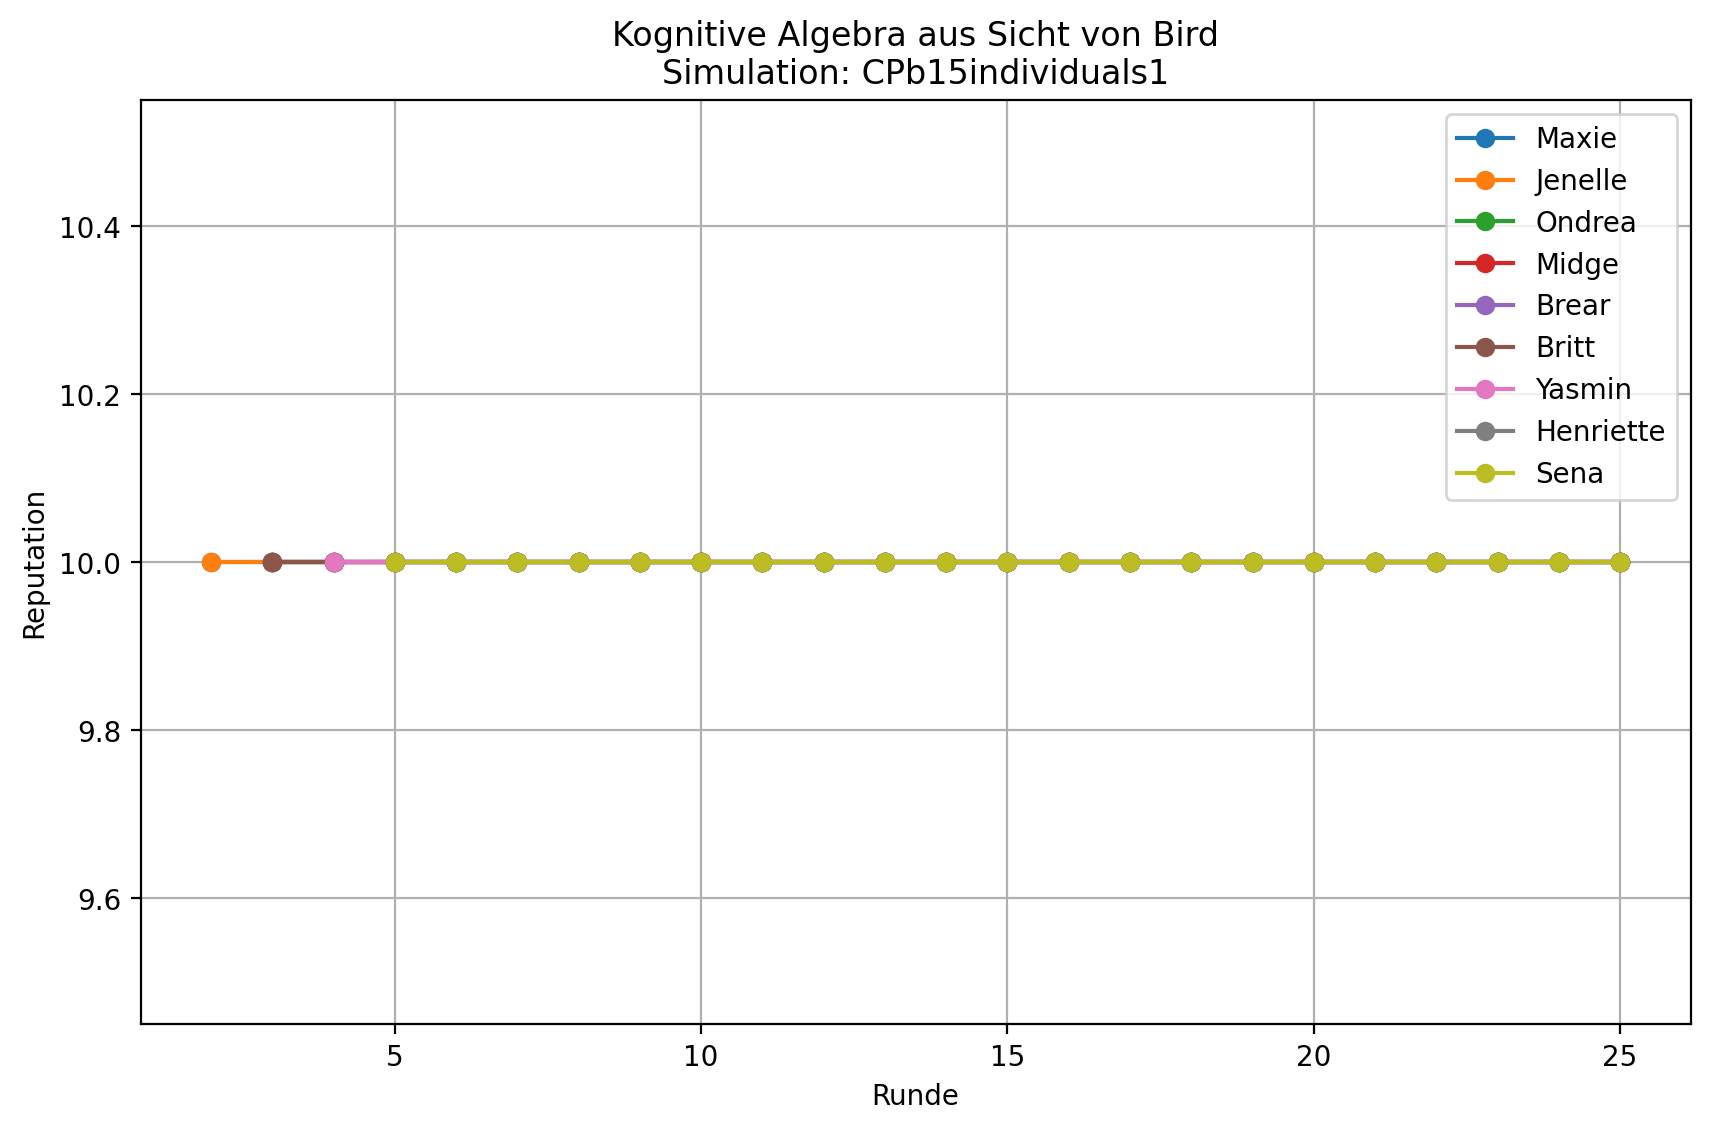 Kognitive Algebra aus Sicht von Bird
Simulation: CPb15individuals1
Maxie
Jenelle
Ondrea
Midge
Brear
Britt
Yasmin
Henriette
Sena
Reputation
10.4
10.2
10.0
9.8
9.6
5
10
15
20
25
Runde